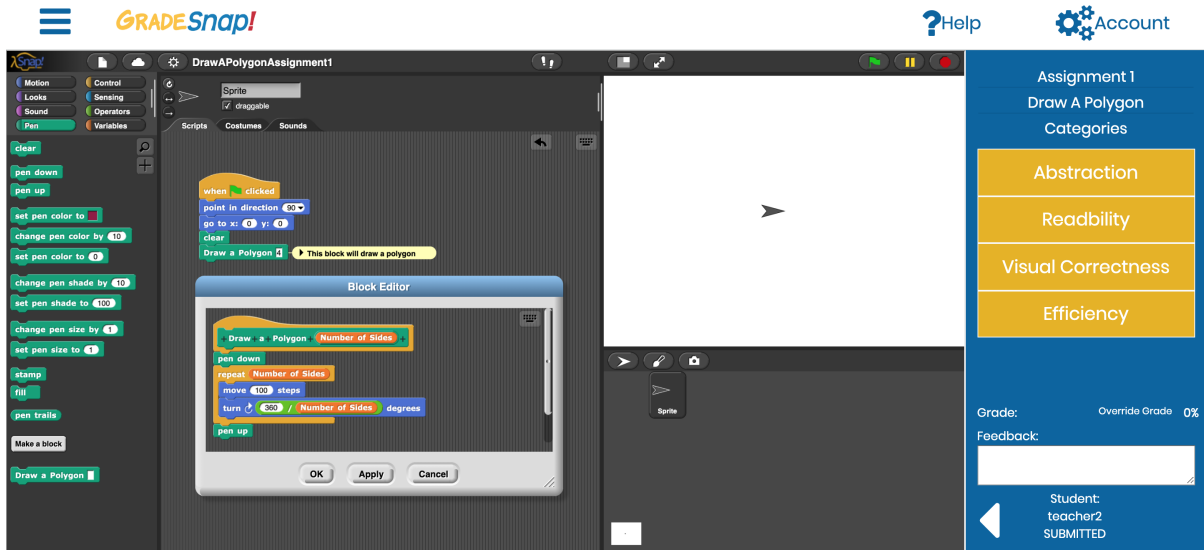 GRADESnap!
?Help
Account
Snap!
DrawAPolygonAssignment1
Motion
Control
Looks
Sensing
Sound
Operators
Pen
Variables
clear
pen down
pen up
set pen color to
change pen color by 10
set pen color to 0
change pen shade by 10
set pen shade to 100
change pen size by 1
set pen size to 1
stamp
fill
pen trails
Make a block
Draw a Polygon
Sprite
draggable
Scripts Costumes Sounds
when clicked
point in direction 90
go to x: 0 y: 0
clear
Draw a Polygon 4
This block will draw a polygon
Block Editor
+ Draw + a + Polygon + Number of Sides +
pen down
repeat Number of Sides
move 100 steps
turn 360 / Number of Sides degrees
pen up
OK Apply Cancel
Sprite
Assignment 1
Draw A Polygon
Categories
Abstraction
Readbility
Visual Correctness
Efficiency
Grade: Override Grade 0%
Feedback:
Student:
teacher2
SUBMITTED